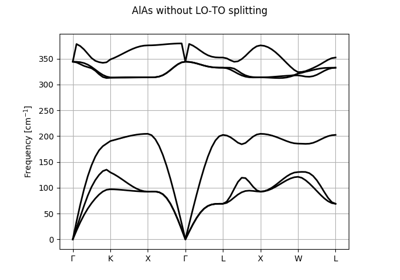 AlAs without LO-TO splitting
Frequency [cm⁻¹]
350
300
250
200
150
100
50
0
Γ K X Γ L X W L